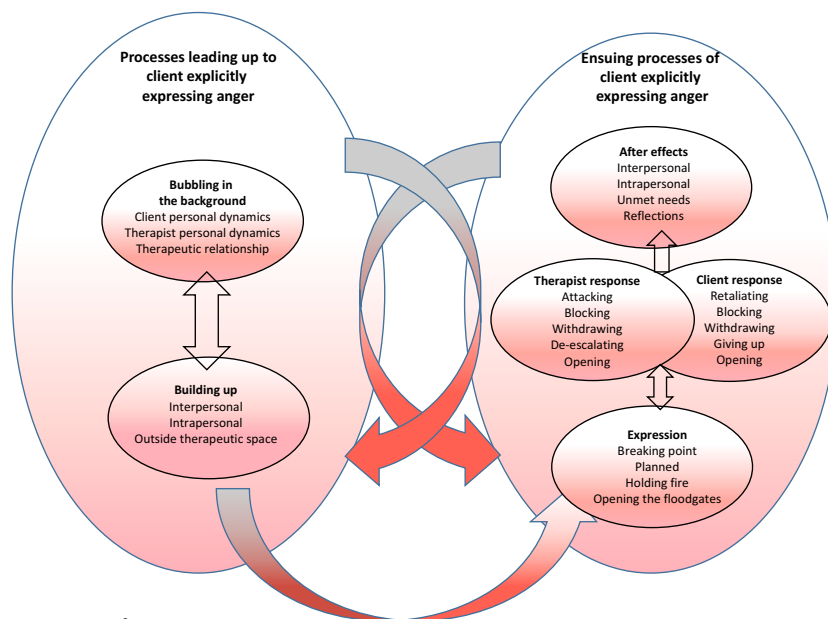 Processes leading up to
client explicitly
expressing anger
Bubbling in
the background
Client personal dynamics
Therapist personal dynamics
Therapeutic relationship
Building up
Interpersonal
Intrapersonal
Outside therapeutic space
Ensuing processes of
client explicitly
expressing anger
After effects
Interpersonal
Intrapersonal
Unmet needs
Reflections
Therapist response
Attacking
Blocking
Withdrawing
De-escalating
Opening
Client response
Retaliating
Blocking
Withdrawing
Giving up
Opening
Expression
Breaking point
Planned
Holding fire
Opening the floodgates